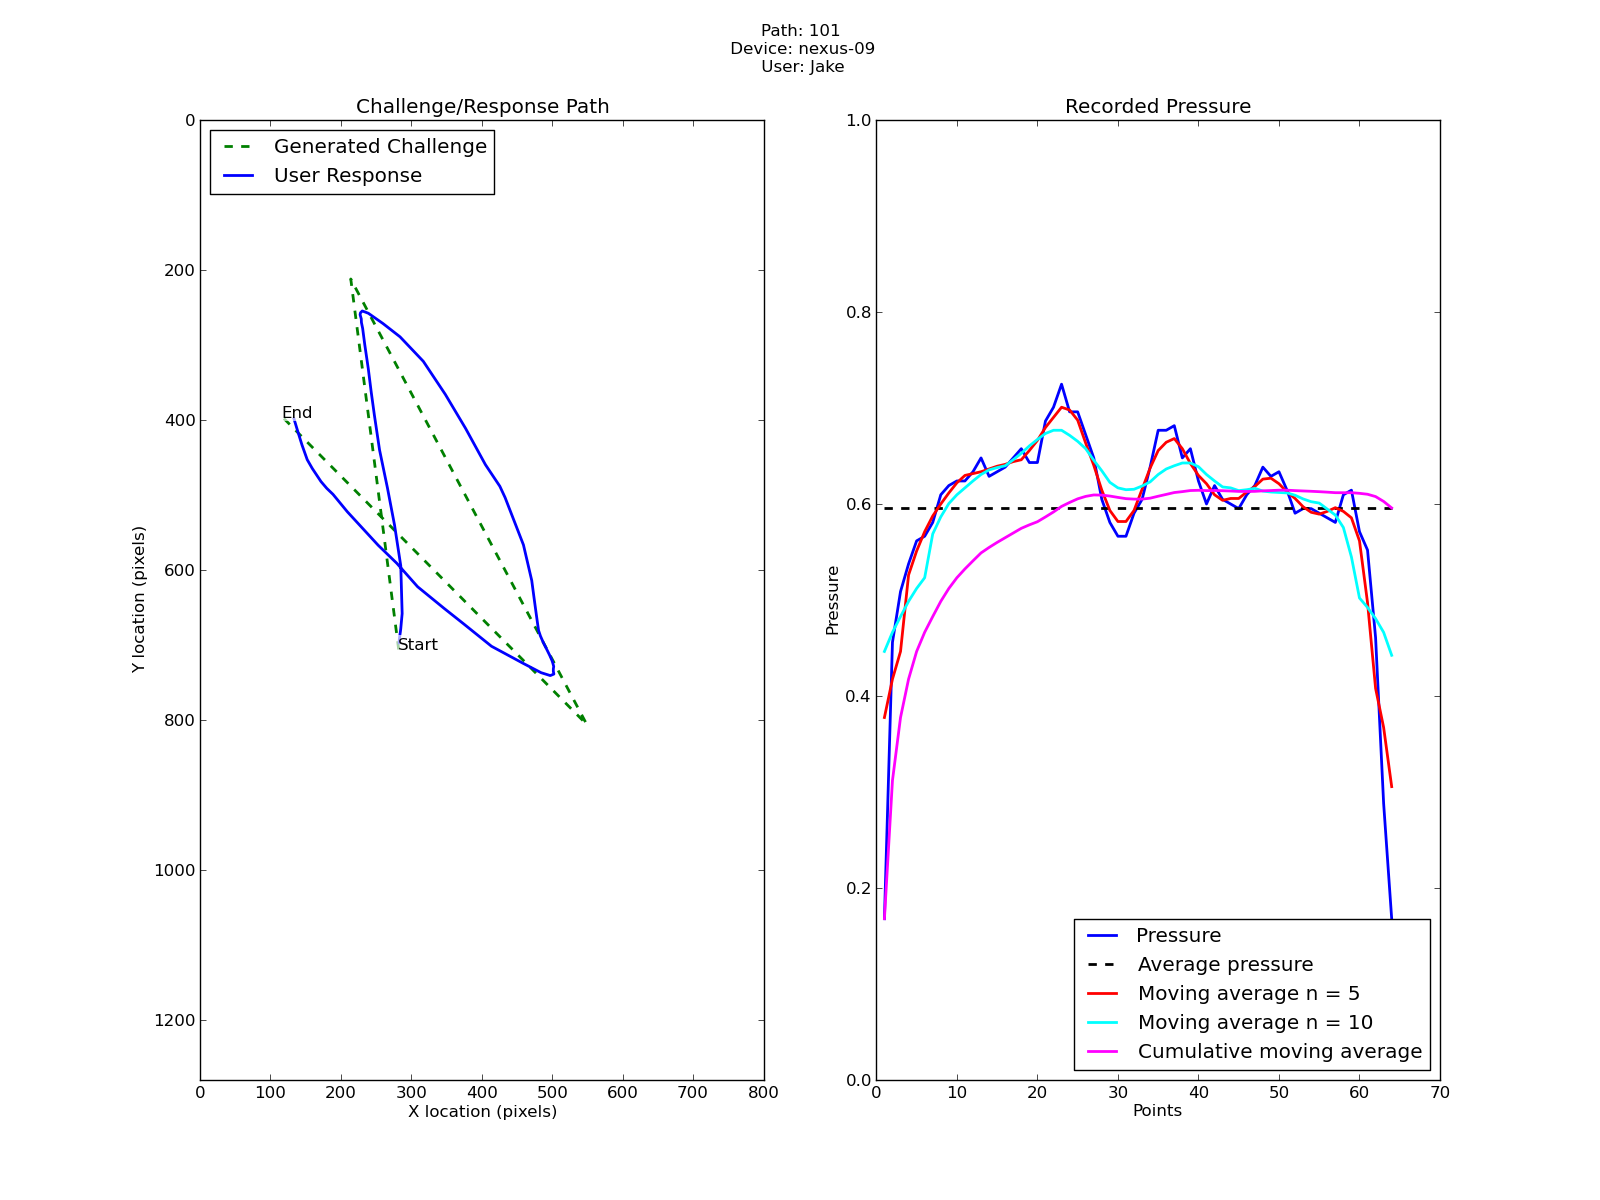 Path: 101
Device: nexus-09
User: Jake
Challenge/Response Path
Generated Challenge
User Response
0
200
400
600
800
1000
1200
Y location (pixels)
End
Start
0 100 200 300 400 500 600 700 800
X location (pixels)
Recorded Pressure
1.0
0.8
0.6
0.4
0.2
0.0
Pressure
Pressure
Average pressure
Moving average n = 5
Moving average n = 10
Cumulative moving average
0 10 20 30 40 50 60 70
Points